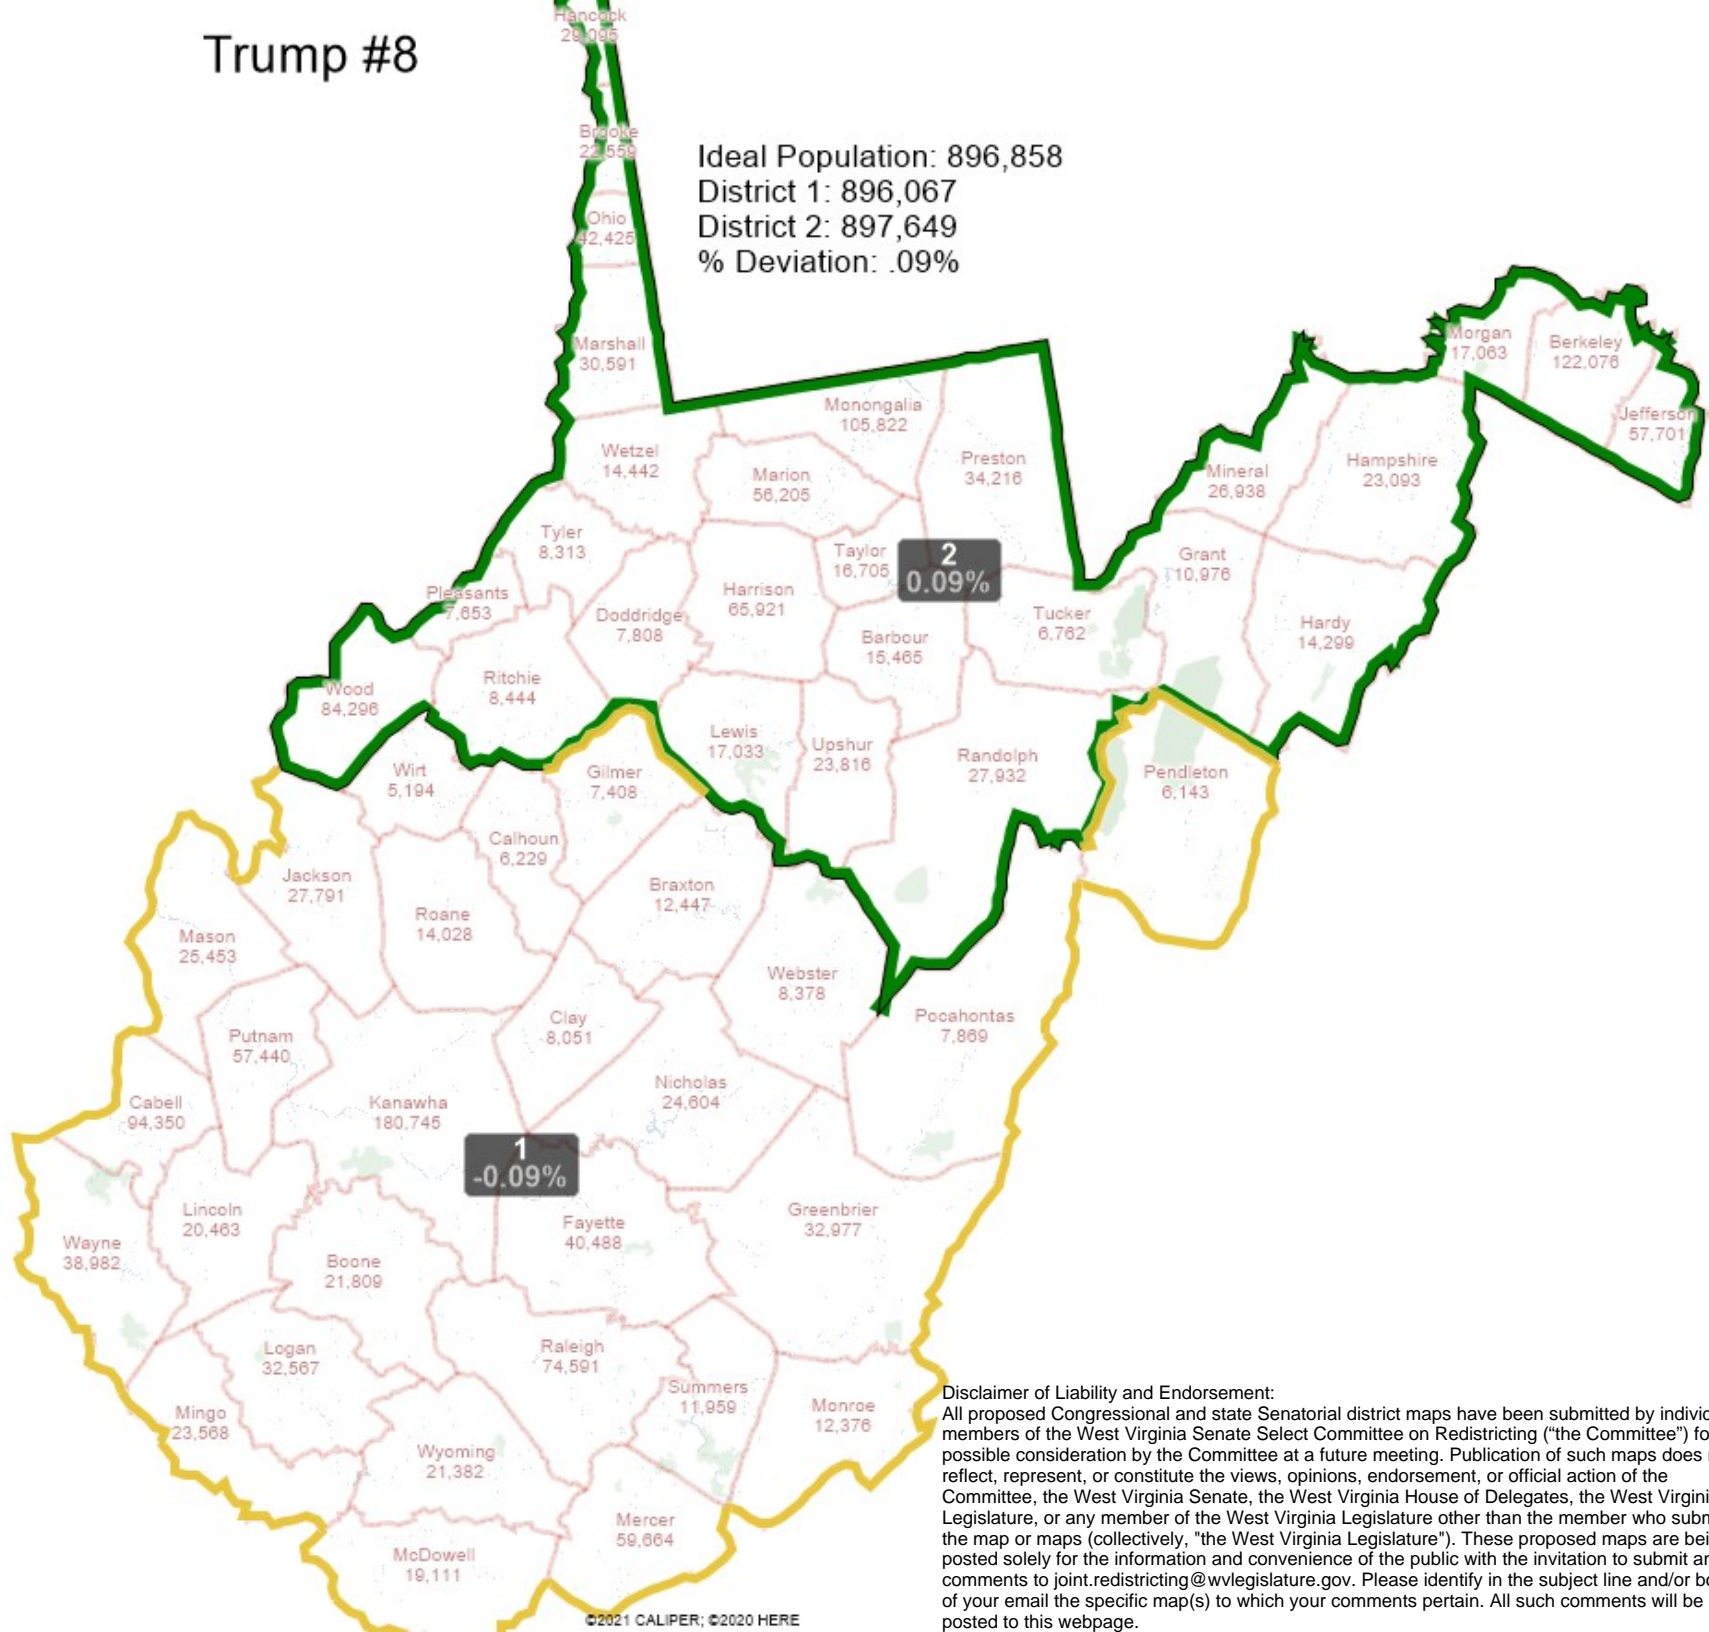 Trump #8
Hancock
29,095
Brooke
22,559
Ideal Population: 896,858
District 1: 896,067
District 2: 897,649
% Deviation: .09%
Ohio
42,425
Marshall
30,591
Morgan
17,063
Berkeley
122,076
Jefferson
57,701
Monongalia
105,822
Wetzel
14,442
Marion
56,205
Preston
34,216
Mineral
26,938
Hampshire
23,093
Tyler
8,313
Taylor
16,705
2
0.09%
Grant
10,976
Pleasants
7,653
Doddridge
7,808
Harrison
65,921
Barbour
15,465
Tucker
6,762
Hardy
14,299
Wood
84,296
Ritchie
8,444
Lewis
17,033
Upshur
23,816
Randolph
27,932
Wirt
5,194
Gilmer
7,408
Pendleton
6,143
Calhoun
6,229
Jackson
27,791
Braxton
12,447
Roane
14,028
Mason
25,453
Webster
8,378
Clay
8,051
Pocahontas
7,869
Putnam
57,440
Nicholas
24,604
Cabell
94,350
Kanawha
180,745
1
-0.09%
Lincoln
20,463
Fayette
40,488
Greenbrier
32,977
Wayne
38,982
Boone
21,809
Logan
32,567
Raleigh
74,591
Summers
11,959
Monroe
12,376
Mingo
23,568
Wyoming
21,382
Mercer
59,664
McDowell
19,111
©2021 CALIPER; ©2020 HERE
Disclaimer of Liability and Endorsement:
All proposed Congressional and state Senatorial district maps have been submitted by individ
members of the West Virginia Senate Select Committee on Redistricting (“the Committee”) fo
possible consideration by the Committee at a future meeting. Publication of such maps does
reflect, represent, or constitute the views, opinions, endorsement, or official action of the
Committee, the West Virginia Senate, the West Virginia House of Delegates, the West Virgini
Legislature, or any member of the West Virginia Legislature other than the member who subm
the map or maps (collectively, "the West Virginia Legislature"). These proposed maps are bei
posted solely for the information and convenience of the public with the invitation to submit an
comments to joint.redistricting@wvlegislature.gov. Please identify in the subject line and/or bo
of your email the specific map(s) to which your comments pertain. All such comments will be
posted to this webpage.